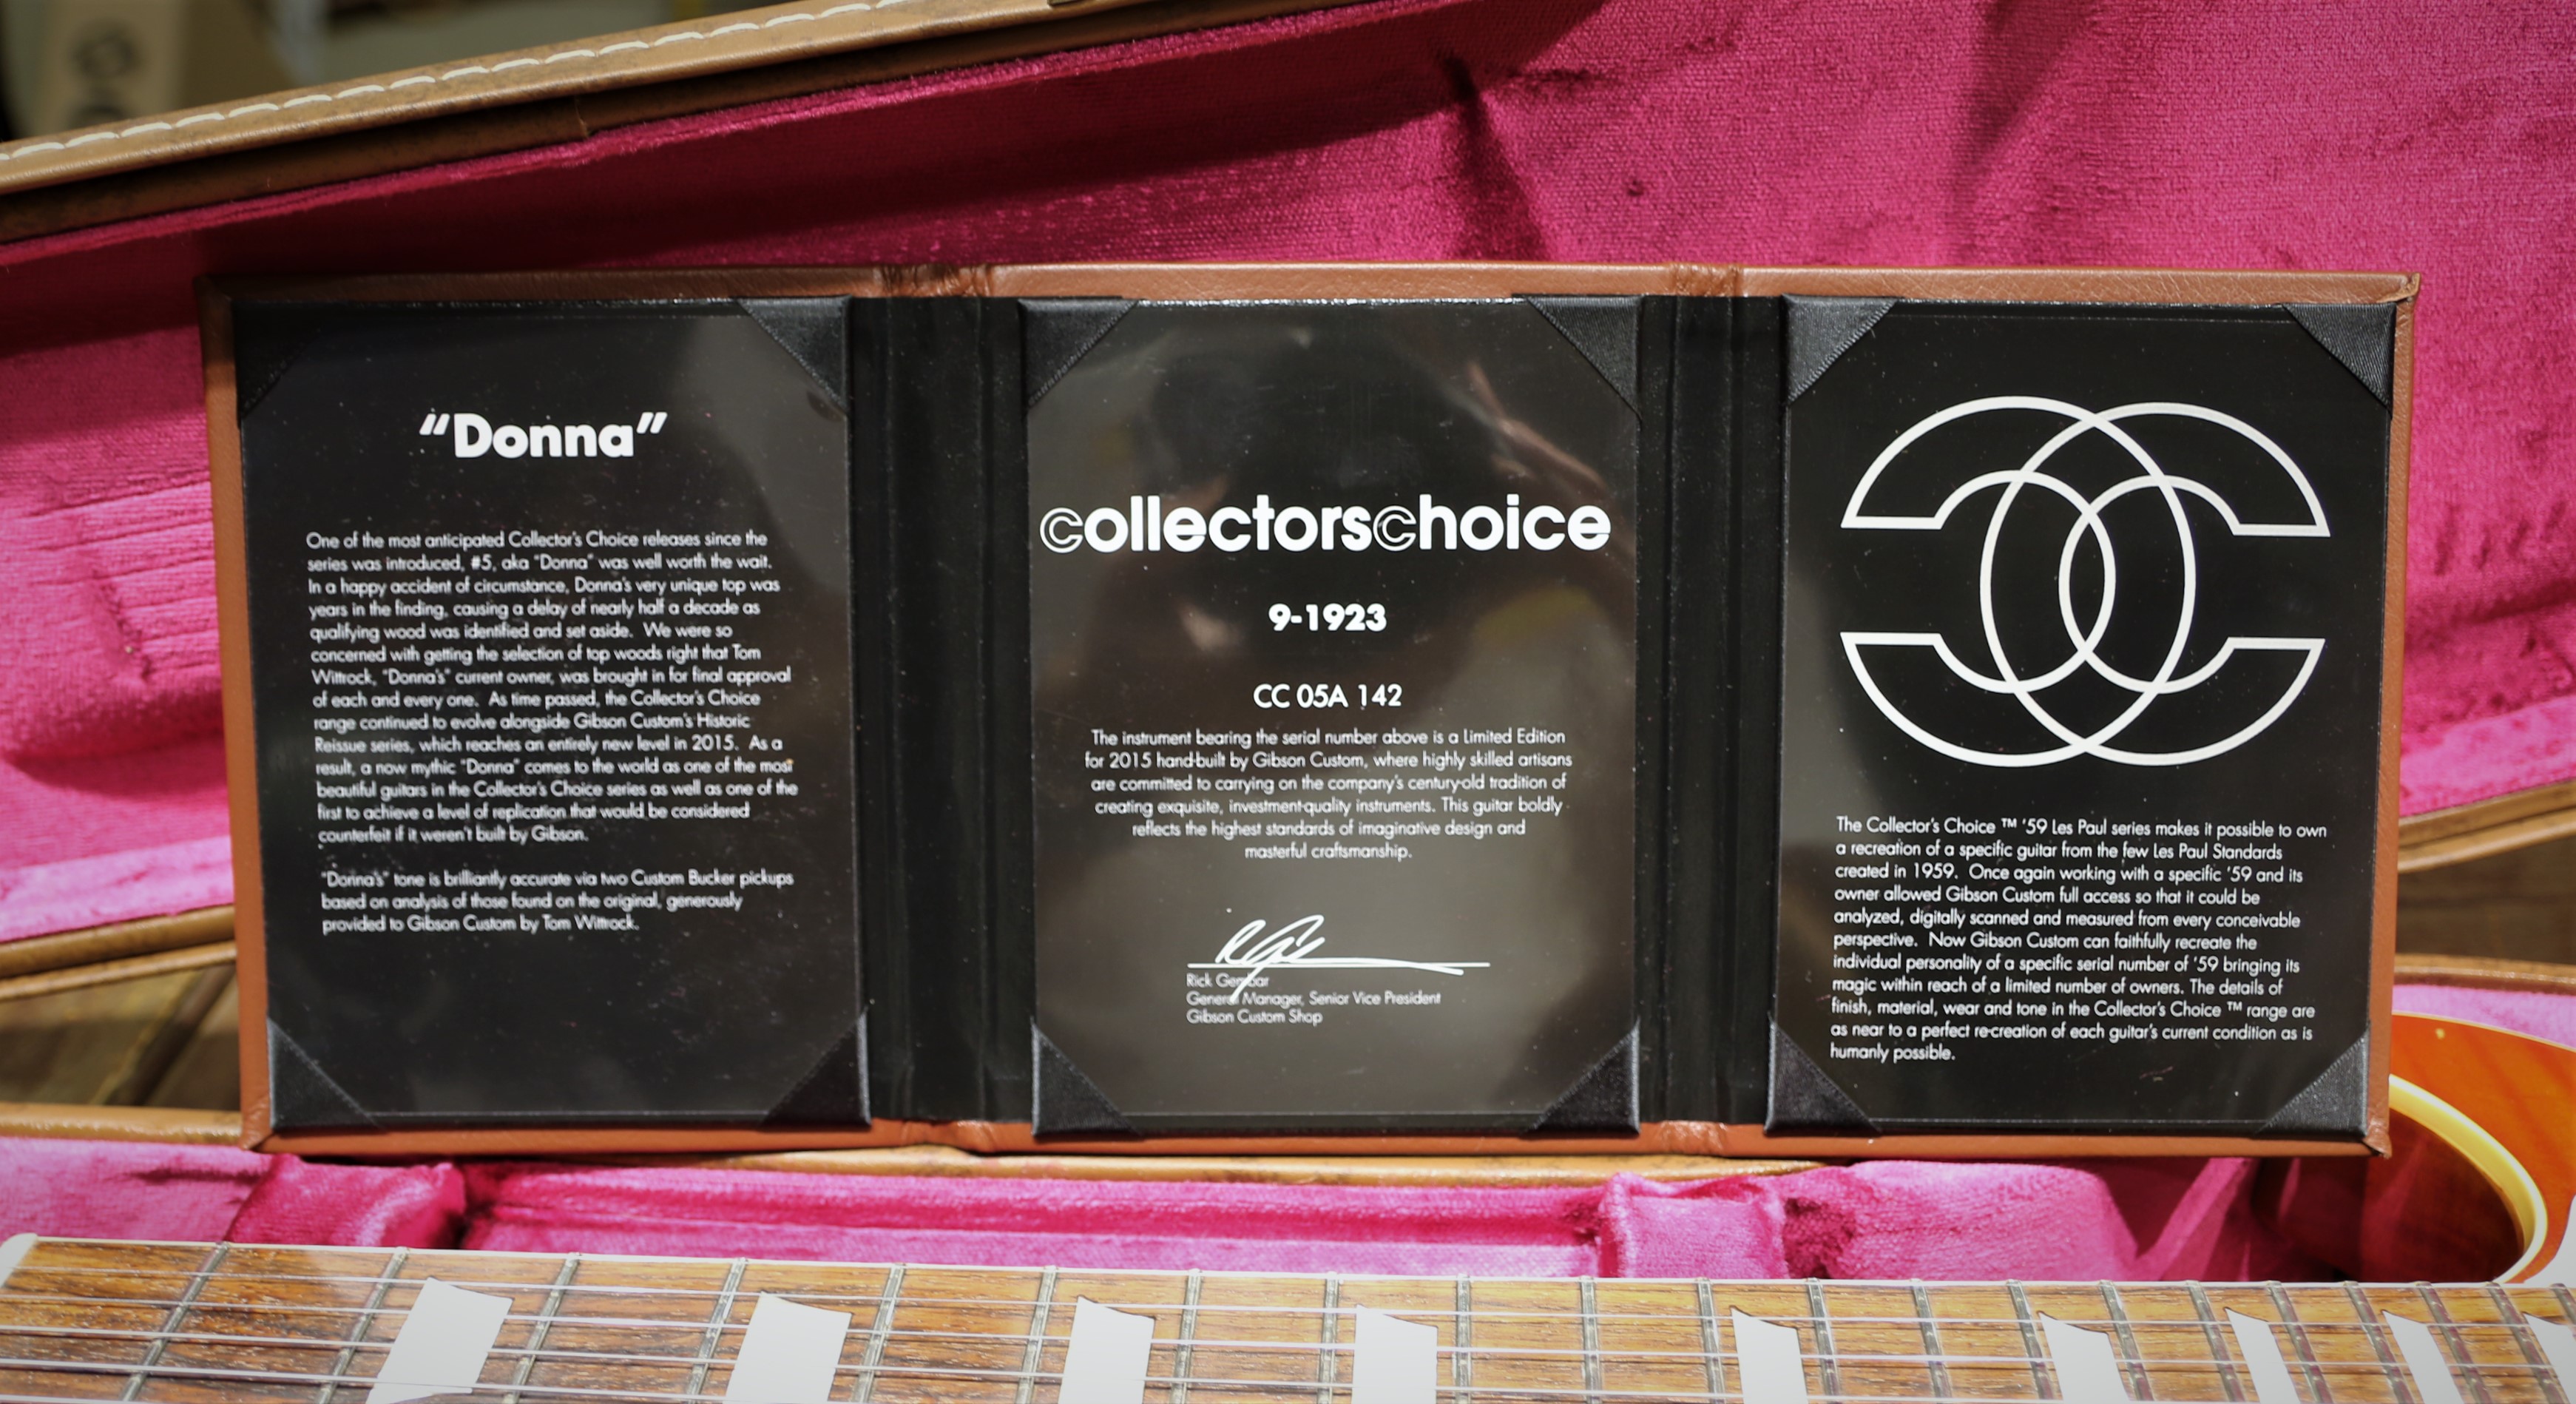 "Donna"
One of the most anticipated Collector's Choice releases since the
series was introduced, #5, aka "Donna" was well worth the wait.
In a happy accident of circumstance, Donna's very unique top was
years in the finding, causing a delay of nearly half a decade as
qualifying wood was identified and set aside. We were so
concerned with getting the selection of top woods right that Tom
Wittrock, "Donna's" current owner, was brought in for final approval
of each and every one. As time passed, the Collector's Choice
range continued to evolve alongside Gibson Custom's Historic
Reissue series, which reaches an entirely new level in 2015. As a
result, a now mythic "Donna" comes to the world as one of the most
beautiful guitars in the Collector's Choice series as well as one of the
first to achieve a level of replication that would be considered
counterfeit if it weren't built by Gibson.
"Donna's" tone is brilliantly accurate via two Custom Bucker pickups
based on analysis of those found on the original, generously
provided to Gibson Custom by Tom Wittrock.
collectorschoice
9-1923
CC 05A 142
The instrument bearing the serial number above is a Limited Edition
for 2015 hand-built by Gibson Custom, where highly skilled artisans
are committed to carrying on the company's century-old tradition of
creating exquisite, investment-quality instruments. This guitar boldly
reflects the highest standards of imaginative design and
masterful craftsmanship.
Rick Gembar
General Manager, Senior Vice President
Gibson Custom Shop
The Collector's Choice ™ '59 Les Paul series makes it possible to own
a recreation of a specific guitar from the few Les Paul Standards
created in 1959. Once again working with a specific '59 and its
owner allowed Gibson Custom full access so that it could be
analyzed, digitally scanned and measured from every conceivable
perspective. Now Gibson Custom can faithfully recreate the
individual personality of a specific serial number of '59 bringing its
magic within reach of a limited number of owners. The details of
finish, material, wear and tone in the Collector's Choice ™ range are
as near to a perfect re-creation of each guitar's current condition as is
humanly possible.